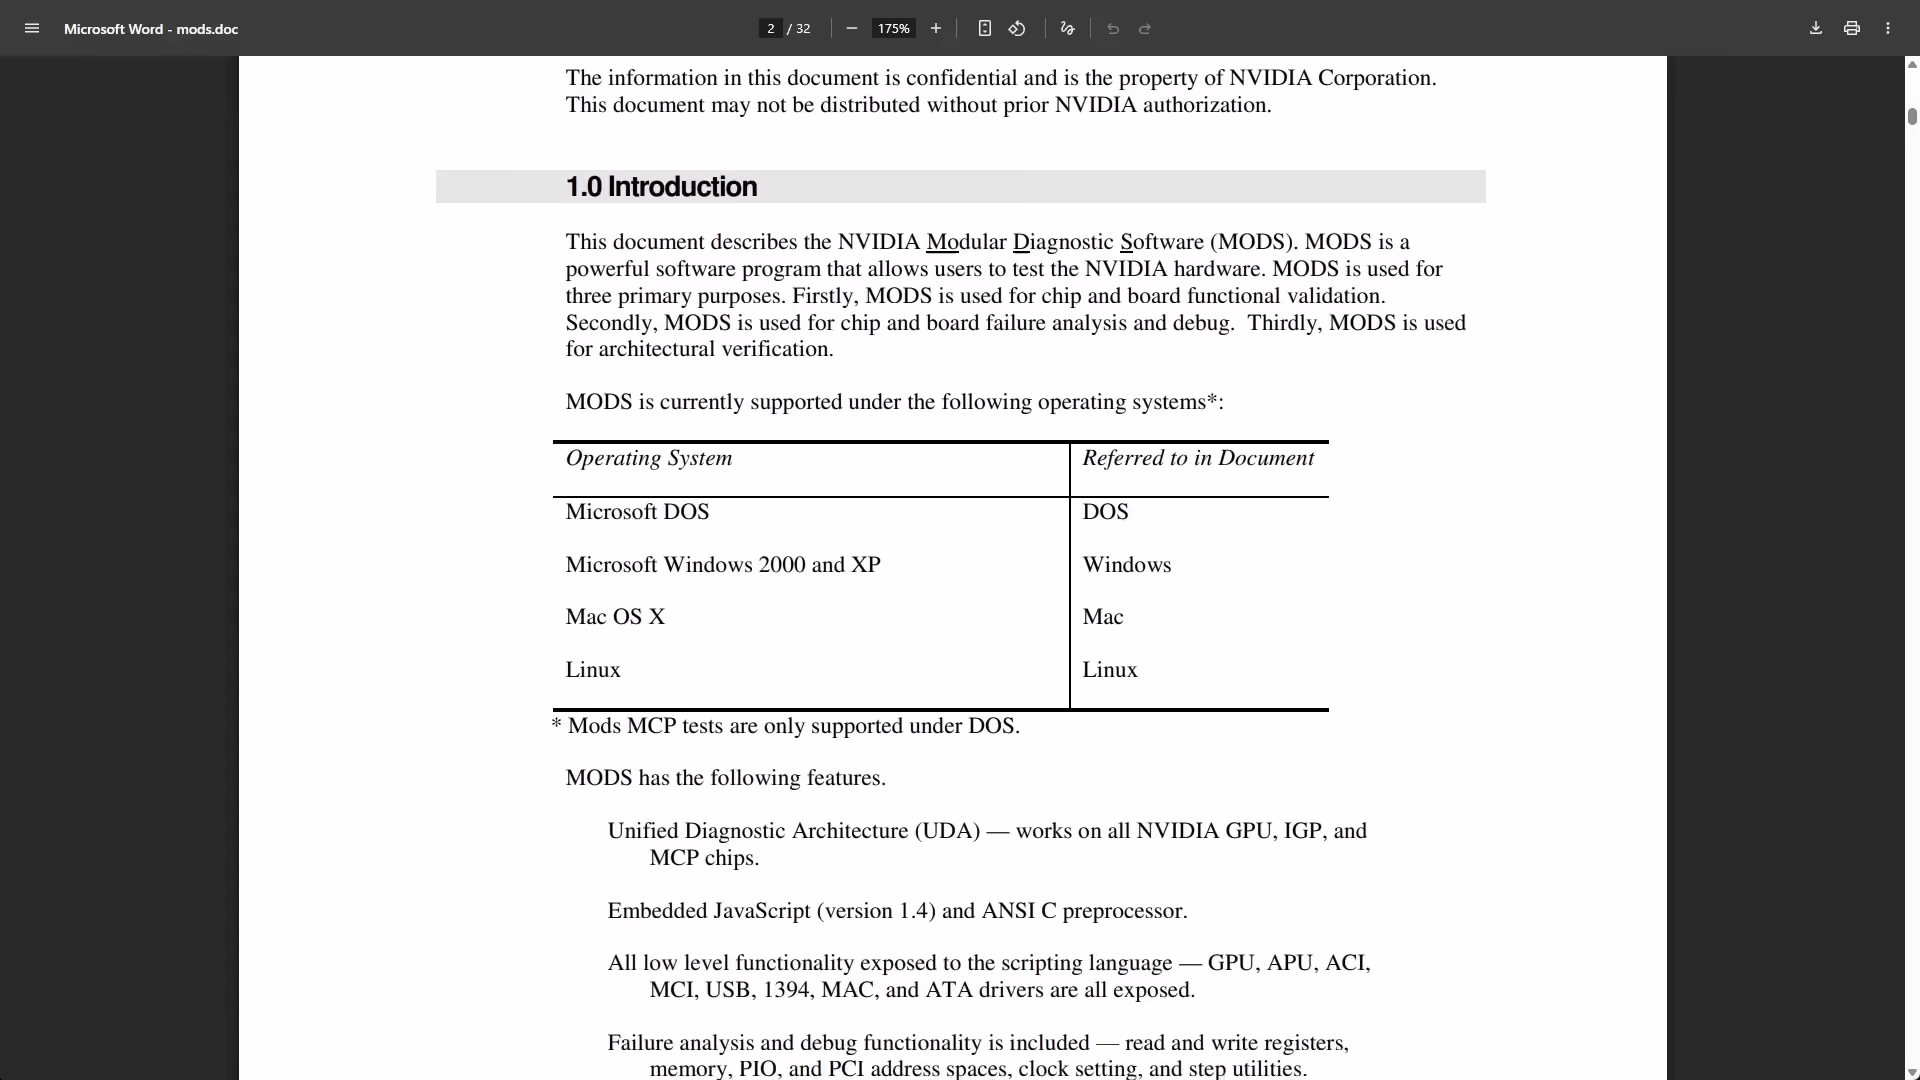 Microsoft Word - mods.doc
2 / 32
175%
The information in this document is confidential and is the property of NVIDIA Corporation.
This document may not be distributed without prior NVIDIA authorization.
1.0 Introduction
This document describes the NVIDIA Modular Diagnostic Software (MODS). MODS is a
powerful software program that allows users to test the NVIDIA hardware. MODS is used for
three primary purposes. Firstly, MODS is used for chip and board functional validation.
Secondly, MODS is used for chip and board failure analysis and debug.  Thirdly, MODS is used
for architectural verification.
MODS is currently supported under the following operating systems*:
Operating System Referred to in Document
Microsoft DOS DOS
Microsoft Windows 2000 and XP Windows
Mac OS X Mac
Linux Linux
* Mods MCP tests are only supported under DOS.
MODS has the following features.
Unified Diagnostic Architecture (UDA) — works on all NVIDIA GPU, IGP, and
MCP chips.
Embedded JavaScript (version 1.4) and ANSI C preprocessor.
All low level functionality exposed to the scripting language — GPU, APU, ACI,
MCI, USB, 1394, MAC, and ATA drivers are all exposed.
Failure analysis and debug functionality is included — read and write registers,
memory, PIO, and PCI address spaces, clock setting, and step utilities.